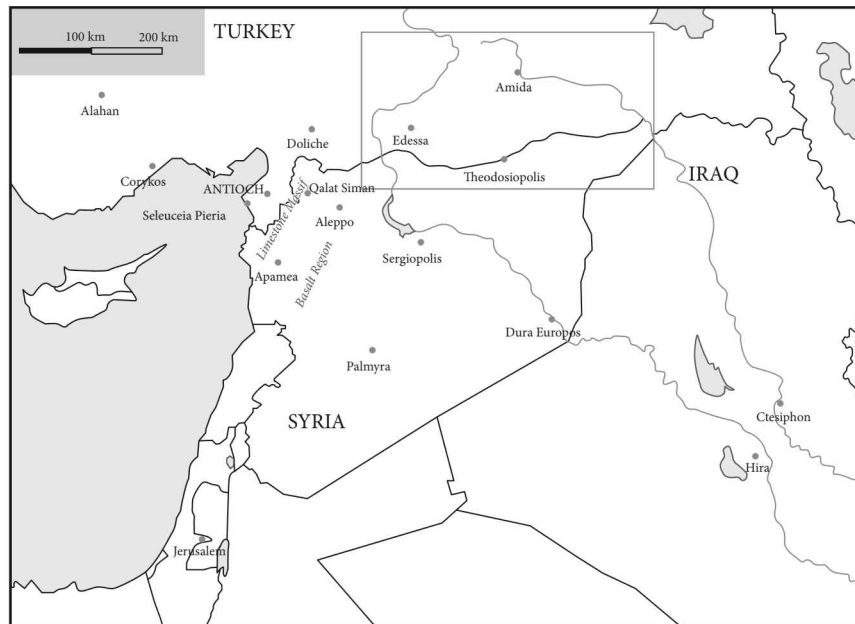 TURKEY
100 km
200 km
Alahan
Amida
Doliche
Edessa
Theodosiopolis
IRAQ
Corykos
ANTIOCH
Qalat Siman
Seleuceia Pieria
Limestone Massif
Aleppo
Sergiopolis
Apamea
Basalt Region
Dura Europos
Palmyra
Ctesiphon
SYRIA
Hira
Jerusalem